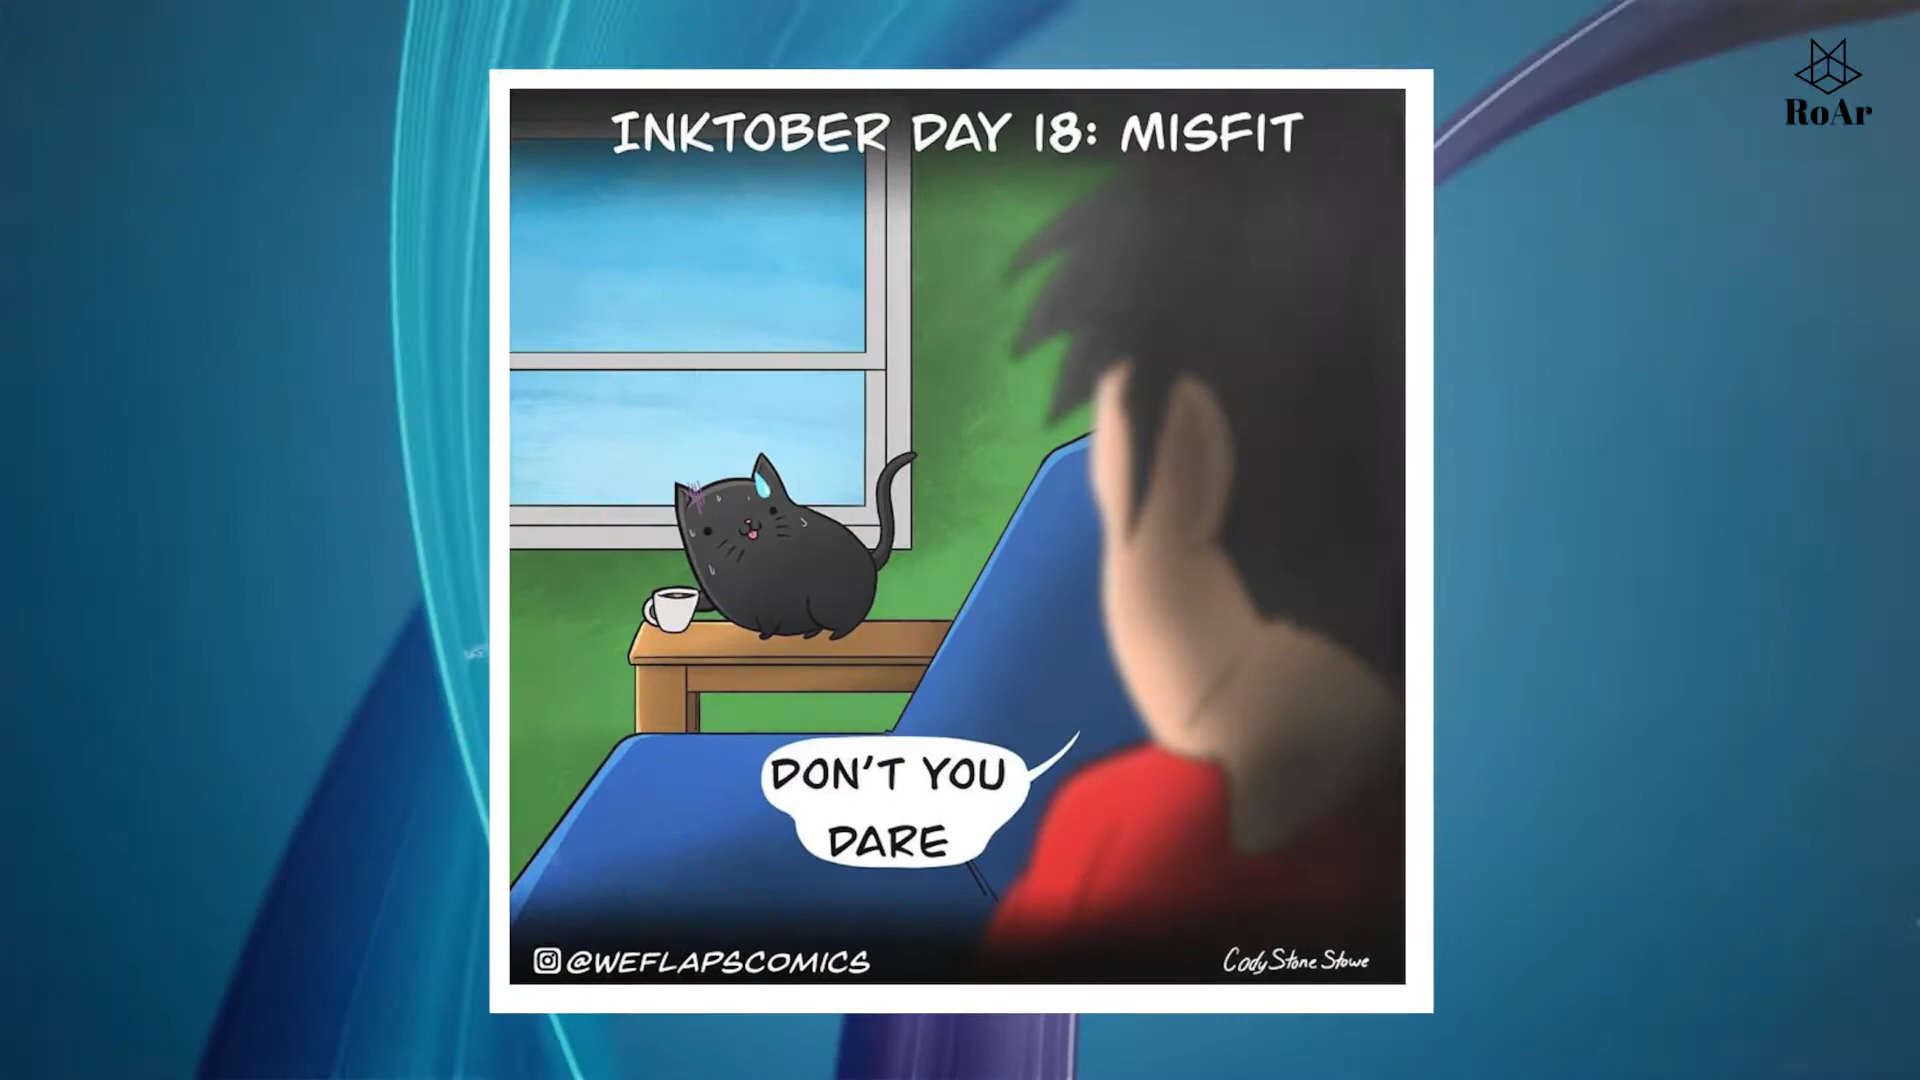 RoAr
INKTOBER DAY 18: MISFIT
DON'T YOU
DARE
@WEFLAPSCOMICS
Cody Stone Stowe